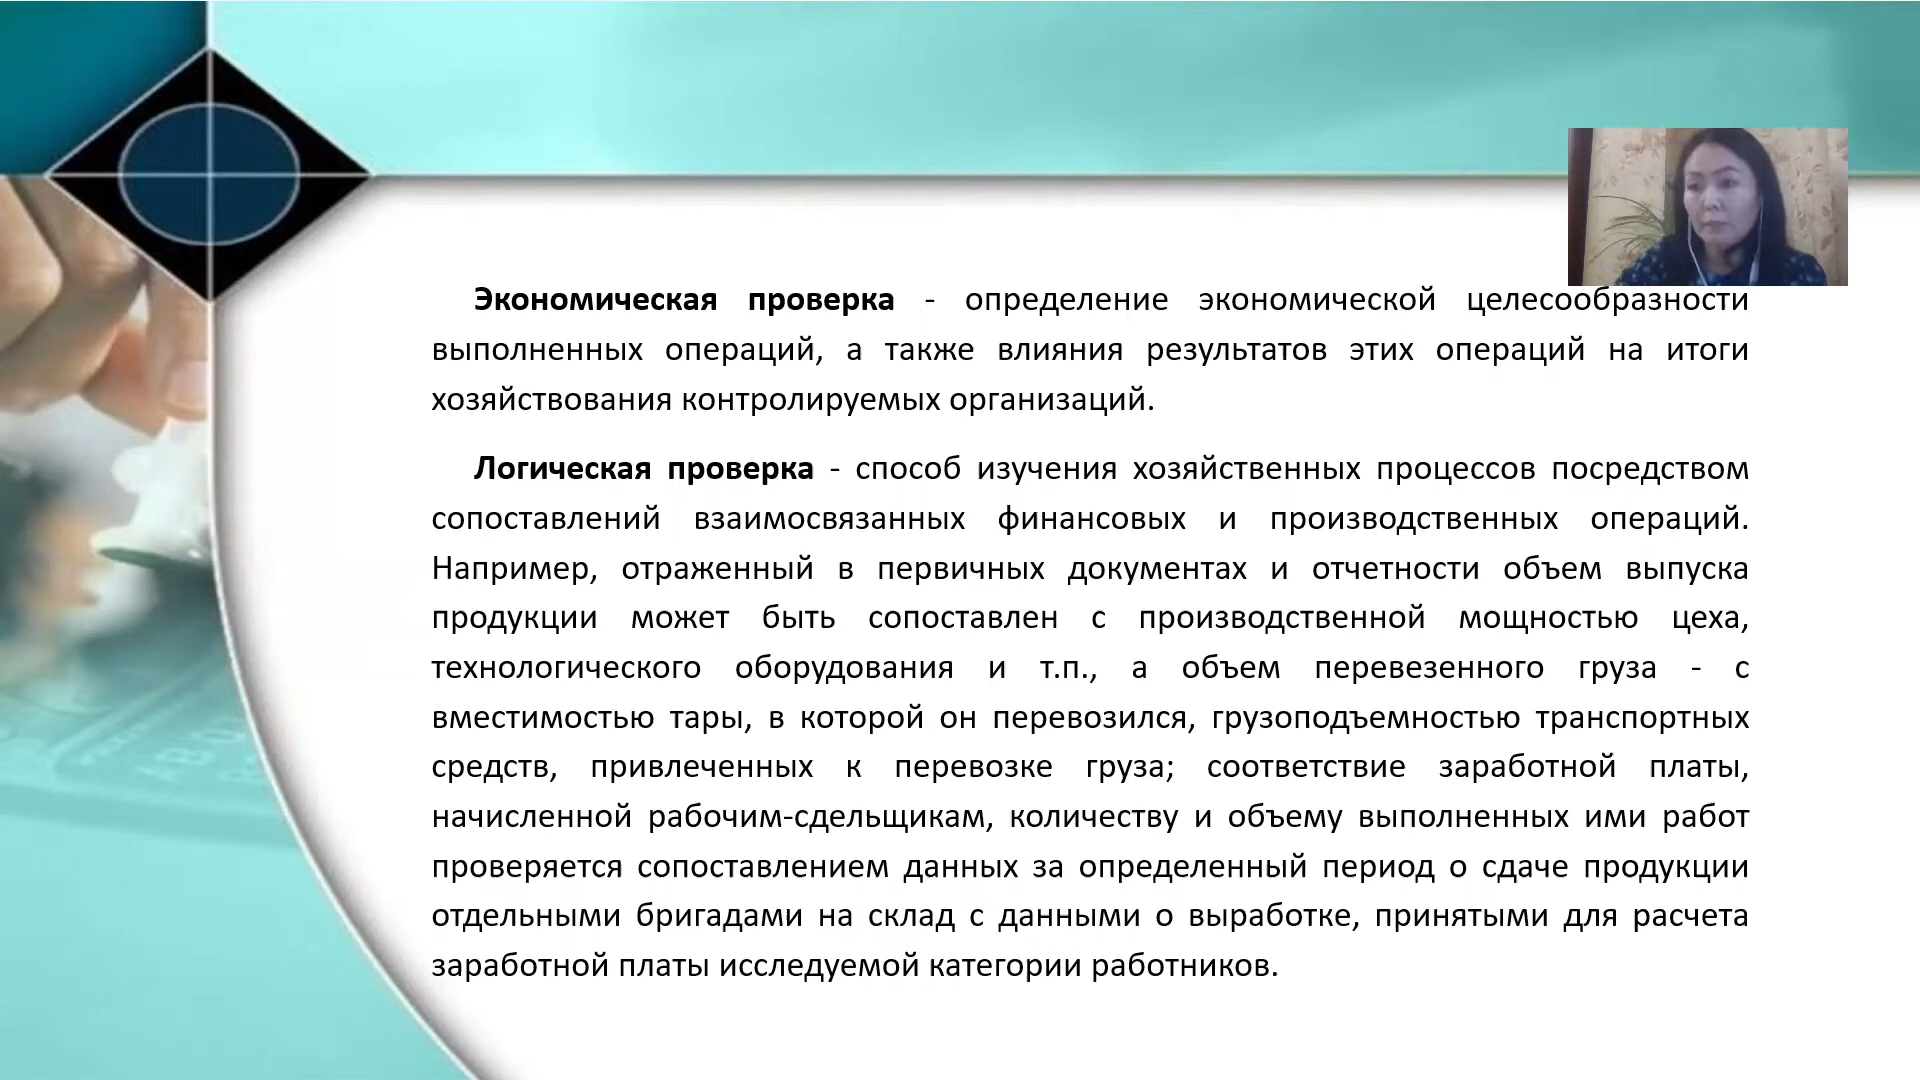 Экономическая проверка - определение экономической целесообразности
выполненных операций, а также влияния результатов этих операций на итоги
хозяйствования контролируемых организаций.
Логическая проверка - способ изучения хозяйственных процессов посредством
сопоставлений взаимосвязанных финансовых и производственных операций.
Например, отраженный в первичных документах и отчетности объем выпуска
продукции может быть сопоставлен с производственной мощностью цеха,
технологического оборудования и т.п., а объем перевезенного груза - с
вместимостью тары, в которой он перевозился, грузоподъемностью транспортных
средств, привлеченных к перевозке груза; соответствие заработной платы,
начисленной рабочим-сдельщикам, количеству и объему выполненных ими работ
проверяется сопоставлением данных за определенный период о сдаче продукции
отдельными бригадами на склад с данными о выработке, принятыми для расчета
заработной платы исследуемой категории работников.